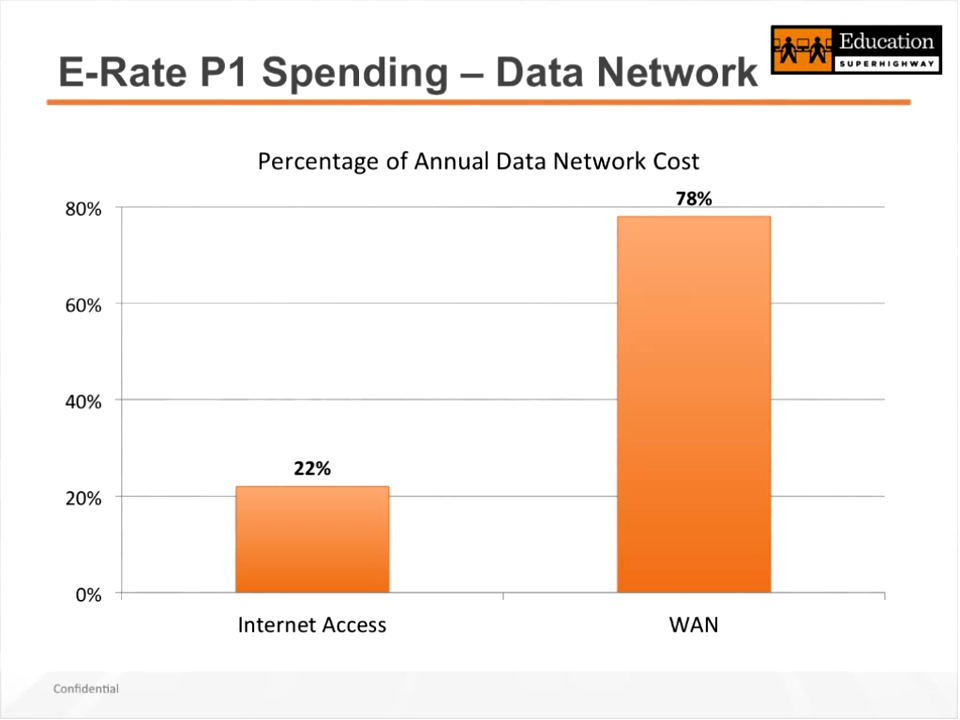 E-Rate P1 Spending – Data Network
Education
SUPERHIGHWAY
Percentage of Annual Data Network Cost
80%
60%
40%
20%
0%
78%
22%
Internet Access
WAN
Confidential